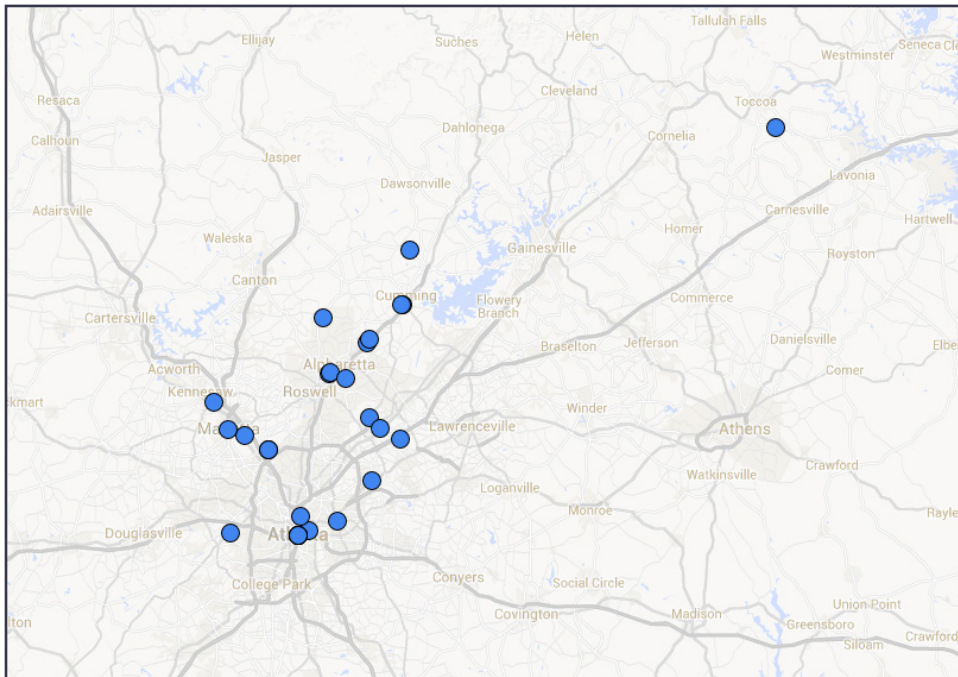 Tallulah Falls
Ellijay
Suches
Helen
Seneca
Westminster
Resaca
Cleveland
Toccoa
Calhoun
Dahlonega
Cornelia
Jasper
Lavonia
Dawsonville
Adairsville
Carnesville
Hartwell
Waleska
Homer
Gainesville
Royston
Canton
Cumming
Flowery
Branch
Commerce
Cartersville
Danielsville
Jefferson
Braselton
Alpharetta
Acworth
Comer
Kennesaw
Roswell
Winder
Lawrenceville
Athens
Crawford
Watkinsville
Loganville
Monroe
Douglasville
College Park
Conyers
Social Circle
Union Point
Covington
Madison
Greensboro
Crawford
Siloam